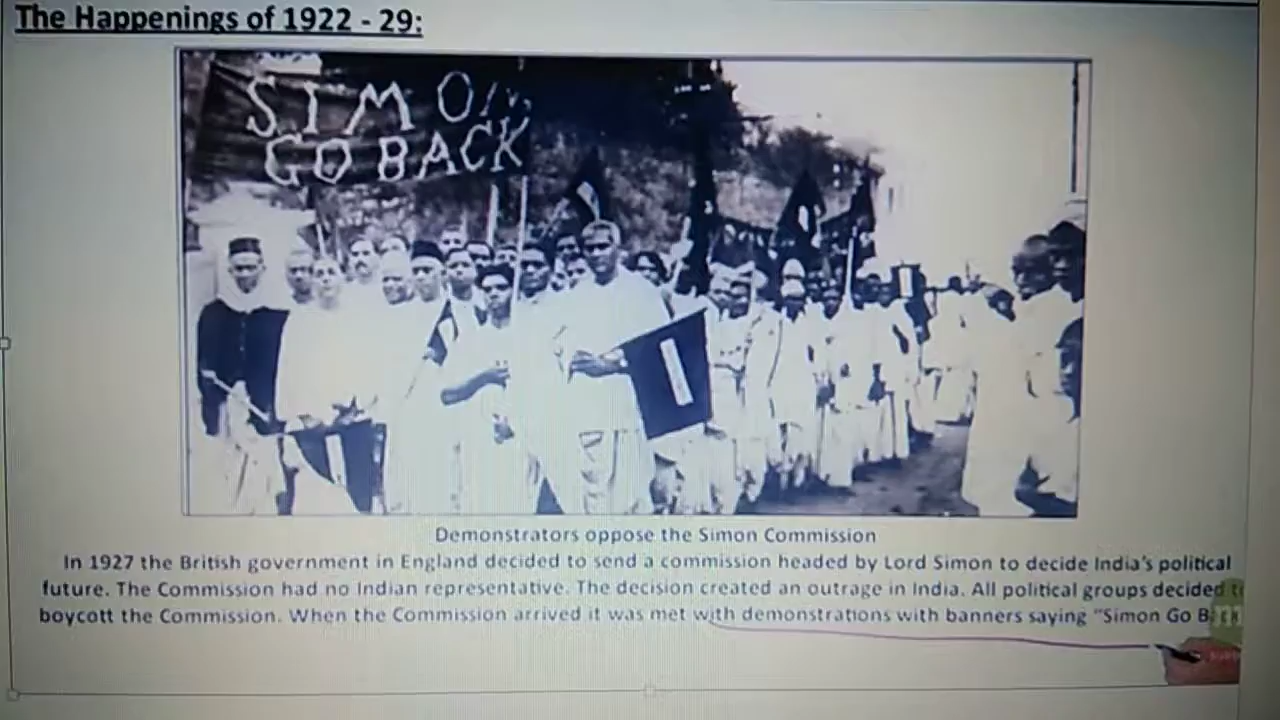 The Happenings of 1922 - 29:
SIMON
GO BACK
Demonstrators oppose the Simon Commission
In 1927 the British government in England decided to send a commission headed by Lord Simon to decide India's political
future. The Commission had no Indian representative. The decision created an outrage in India. All political groups decided
boycott the Commission. When the Commission arrived it was met with demonstrations with banners saying "Simon Go